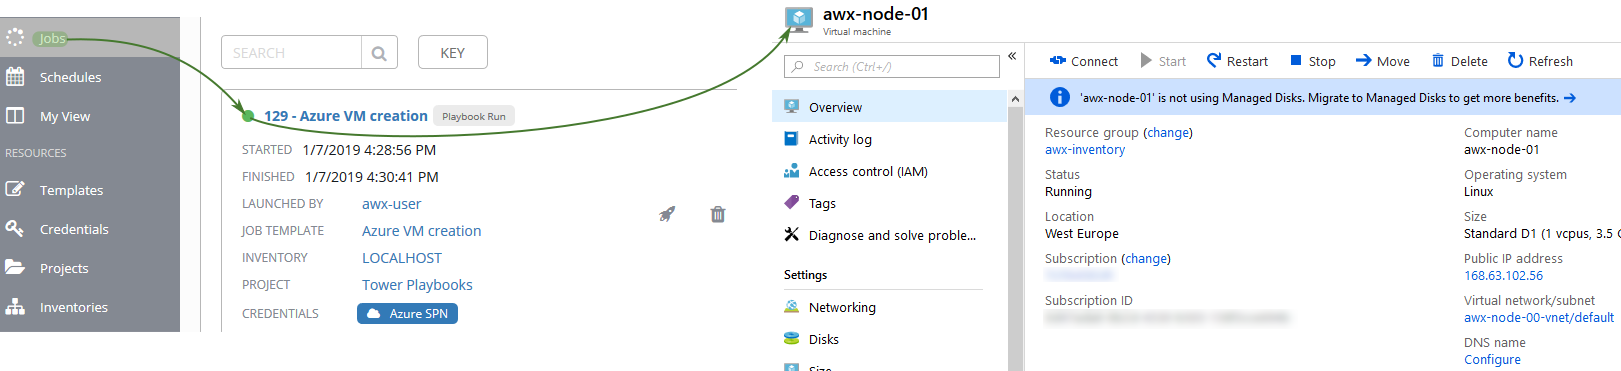 Jobs
Schedules
My View
RESOURCES
Templates
Credentials
Projects
Inventories
SEARCH
KEY
129 - Azure VM creation Playbook Run
STARTED 1/7/2019 4:28:56 PM
FINISHED 1/7/2019 4:30:41 PM
LAUNCHED BY awx-user
JOB TEMPLATE Azure VM creation
INVENTORY LOCALHOST
PROJECT Tower Playbooks
CREDENTIALS Azure SPN
awx-node-01
Virtual machine
Search (Ctrl+/)
«
Overview
Activity log
Access control (IAM)
Tags
Diagnose and solve proble...
Settings
Networking
Disks
Size
Connect Start Restart Stop Move Delete Refresh
'awx-node-01' is not using Managed Disks. Migrate to Managed Disks to get more benefits. →
Resource group (change)
awx-inventory
Status
Running
Location
West Europe
Subscription (change)
Subscription ID
Computer name
awx-node-01
Operating system
Linux
Size
Standard D1 (1 vcpus, 3.5 G
Public IP address
168.63.102.56
Virtual network/subnet
awx-node-00-vnet/default
DNS name
Configure